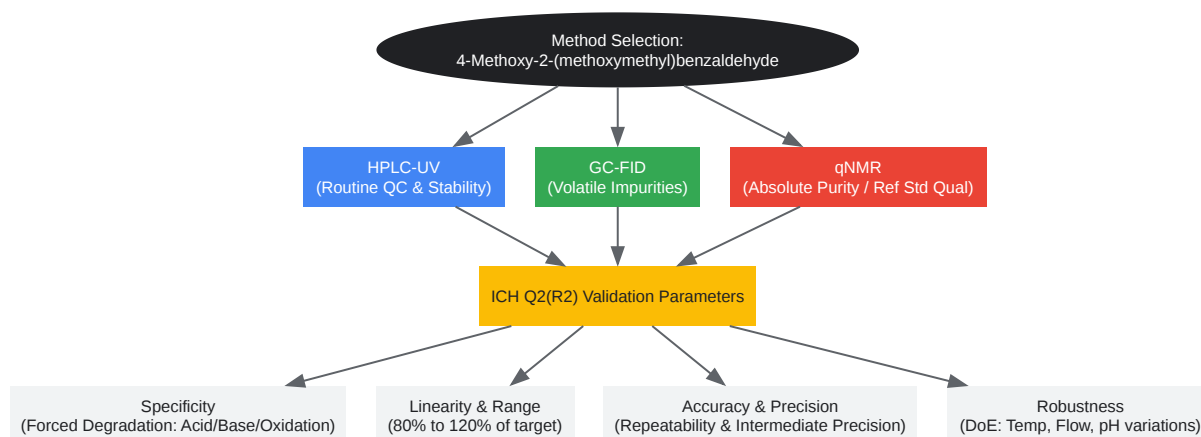 Method Selection:
4-Methoxy-2-(methoxymethyl)benzaldehyde
HPLC-UV
(Routine QC & Stability)
GC-FID
(Volatile Impurities)
qNMR
(Absolute Purity / Ref Std Qual)
ICH Q2(R2) Validation Parameters
Specificity
(Forced Degradation: Acid/Base/Oxidation)
Linearity & Range
(80% to 120% of target)
Accuracy & Precision
(Repeatability & Intermediate Precision)
Robustness
(DoE: Temp, Flow, pH variations)